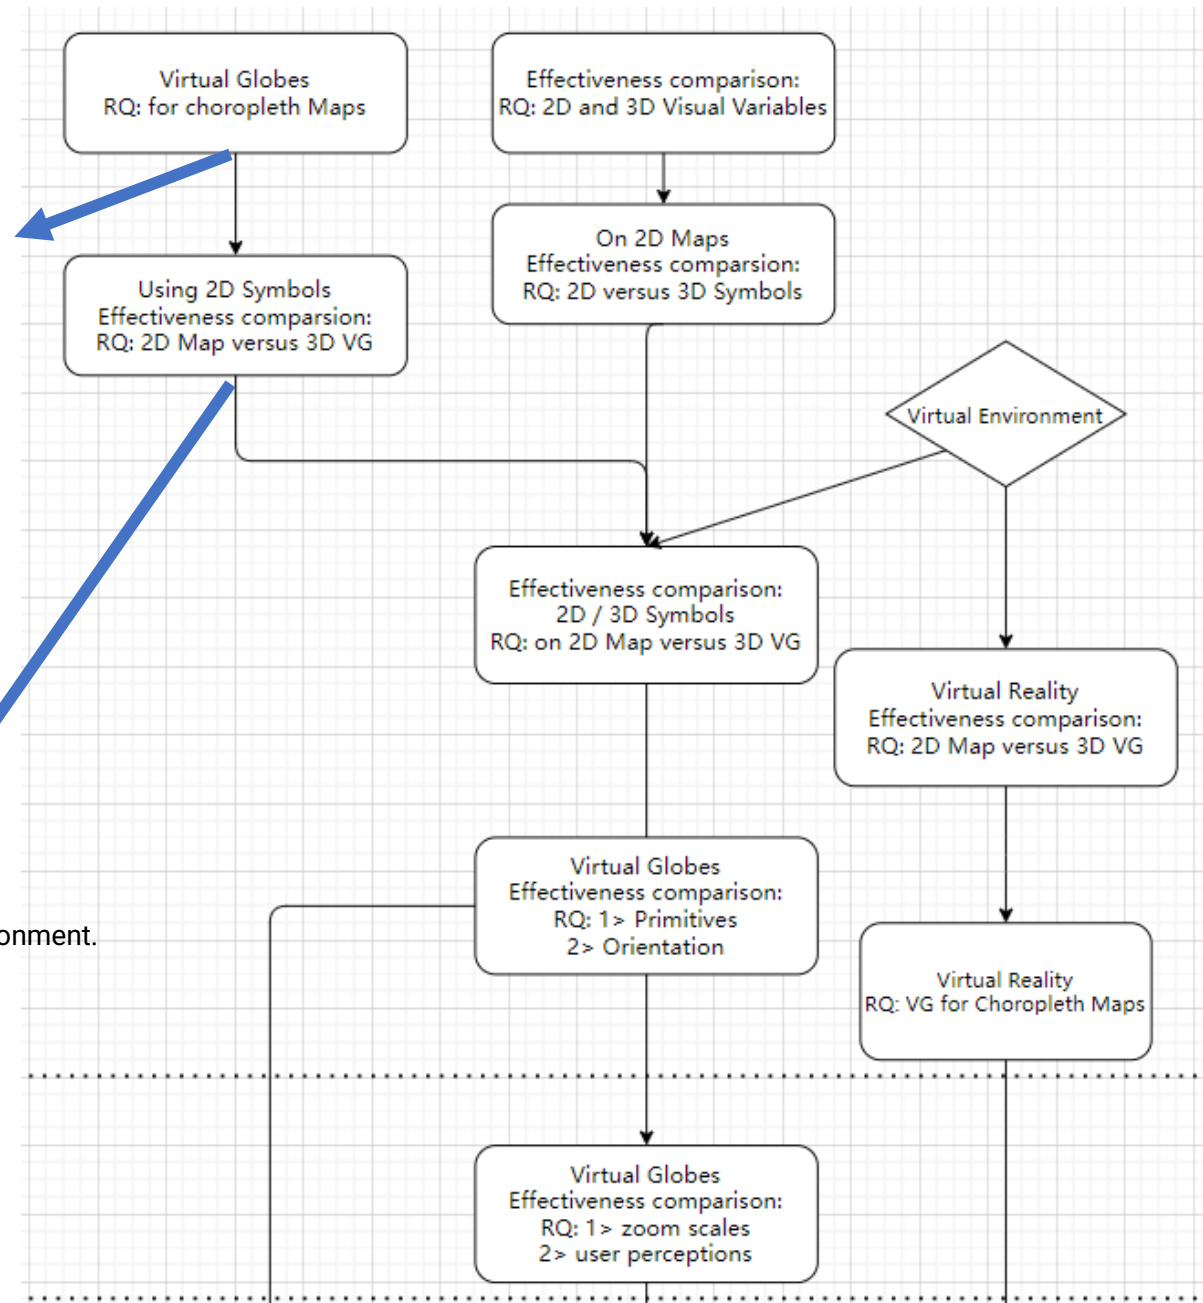 Virtual Globes
RQ: for choropleth Maps
Effectiveness comparison:
RQ: 2D and 3D Visual Variables
On 2D Maps
Effectiveness comparsion:
RQ: 2D versus 3D Symbols
Using 2D Symbols
Effectiveness comparsion:
RQ: 2D Map versus 3D VG
Virtual Environment
Effectiveness comparison:
2D / 3D Symbols
RQ: on 2D Map versus 3D VG
Virtual Reality
Effectiveness comparison:
RQ: 2D Map versus 3D VG
Virtual Globes
Effectiveness comparison:
RQ: 1> Primitives
2> Orientation
onment.
Virtual Reality
RQ: VG for Choropleth Maps
Virtual Globes
Effectiveness comparison:
RQ: 1> zoom scales
2> user perceptions